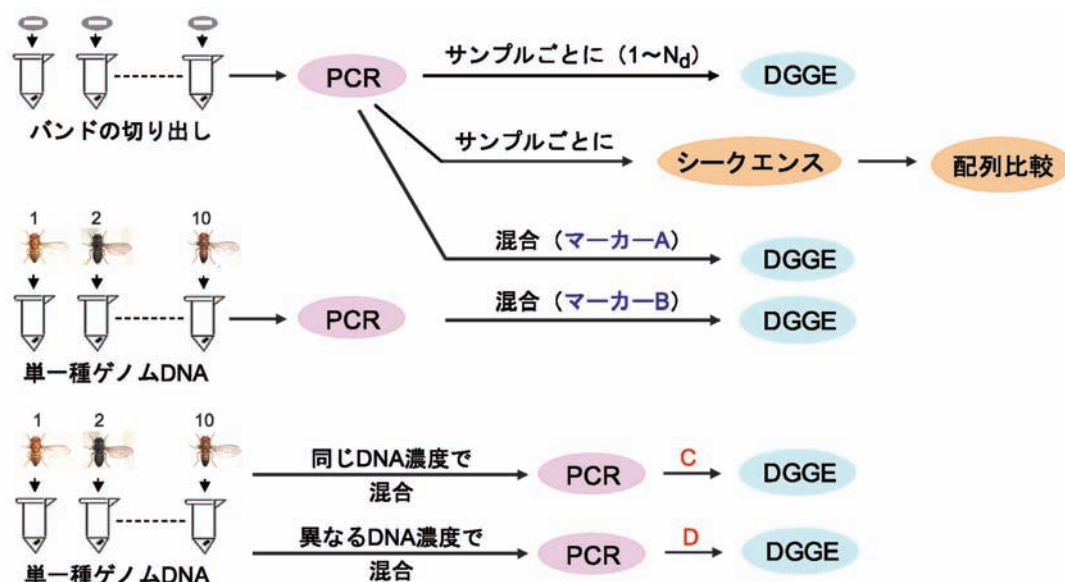 PCR
サンプルごとに（1〜Nd）
DGGE
バンドの切り出し
サンプルごとに
シークエンス
配列比較
1 2 10
混合（マーカーA）
DGGE
PCR
混合（マーカーB）
DGGE
単一種ゲノムDNA
1 2 10
同じDNA濃度で
混合
PCR
C
DGGE
異なるDNA濃度で
混合
PCR
D
DGGE
単一種ゲノムDNA